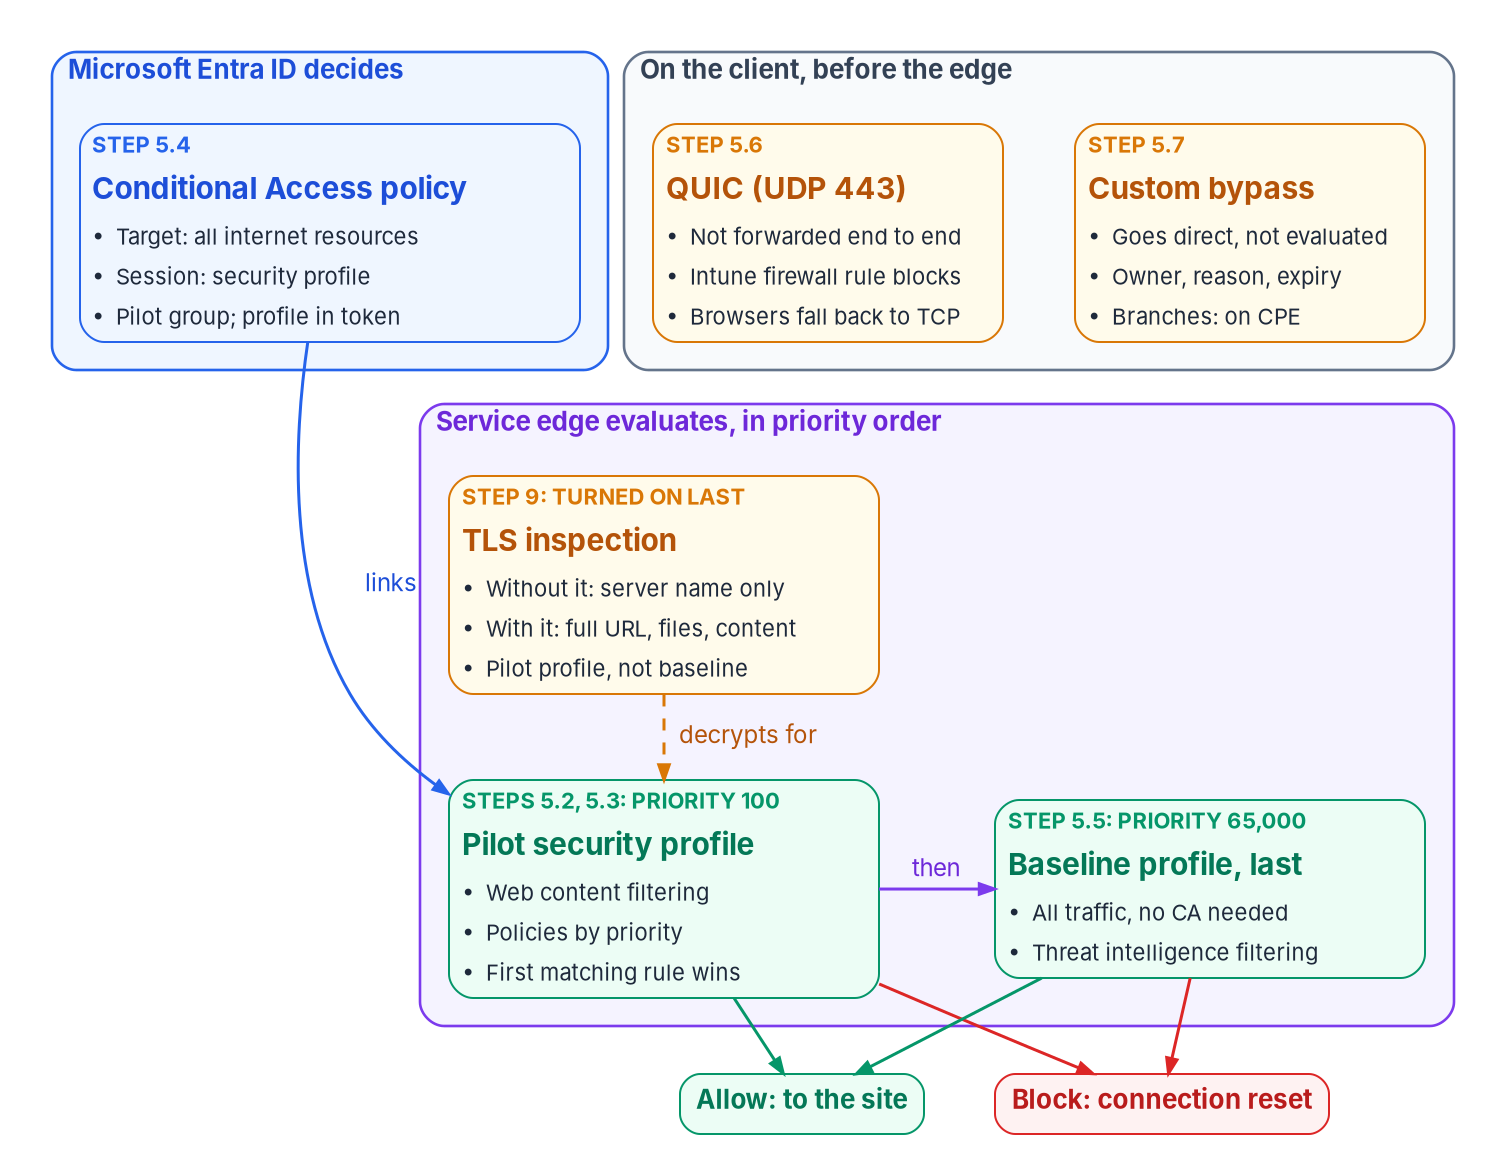 Microsoft Entra ID decides
STEP 5.4
Conditional Access policy
• Target: all internet resources
• Session: security profile
• Pilot group; profile in token
On the client, before the edge
STEP 5.6
QUIC (UDP 443)
• Not forwarded end to end
• Intune firewall rule blocks
• Browsers fall back to TCP
STEP 5.7
Custom bypass
• Goes direct, not evaluated
• Owner, reason, expiry
• Branches: on CPE
links
Service edge evaluates, in priority order
STEP 9: TURNED ON LAST
TLS inspection
• Without it: server name only
• With it: full URL, files, content
• Pilot profile, not baseline
decrypts for
STEPS 5.2, 5.3: PRIORITY 100
Pilot security profile
• Web content filtering
• Policies by priority
• First matching rule wins
then
STEP 5.5: PRIORITY 65,000
Baseline profile, last
• All traffic, no CA needed
• Threat intelligence filtering
Allow: to the site
Block: connection reset